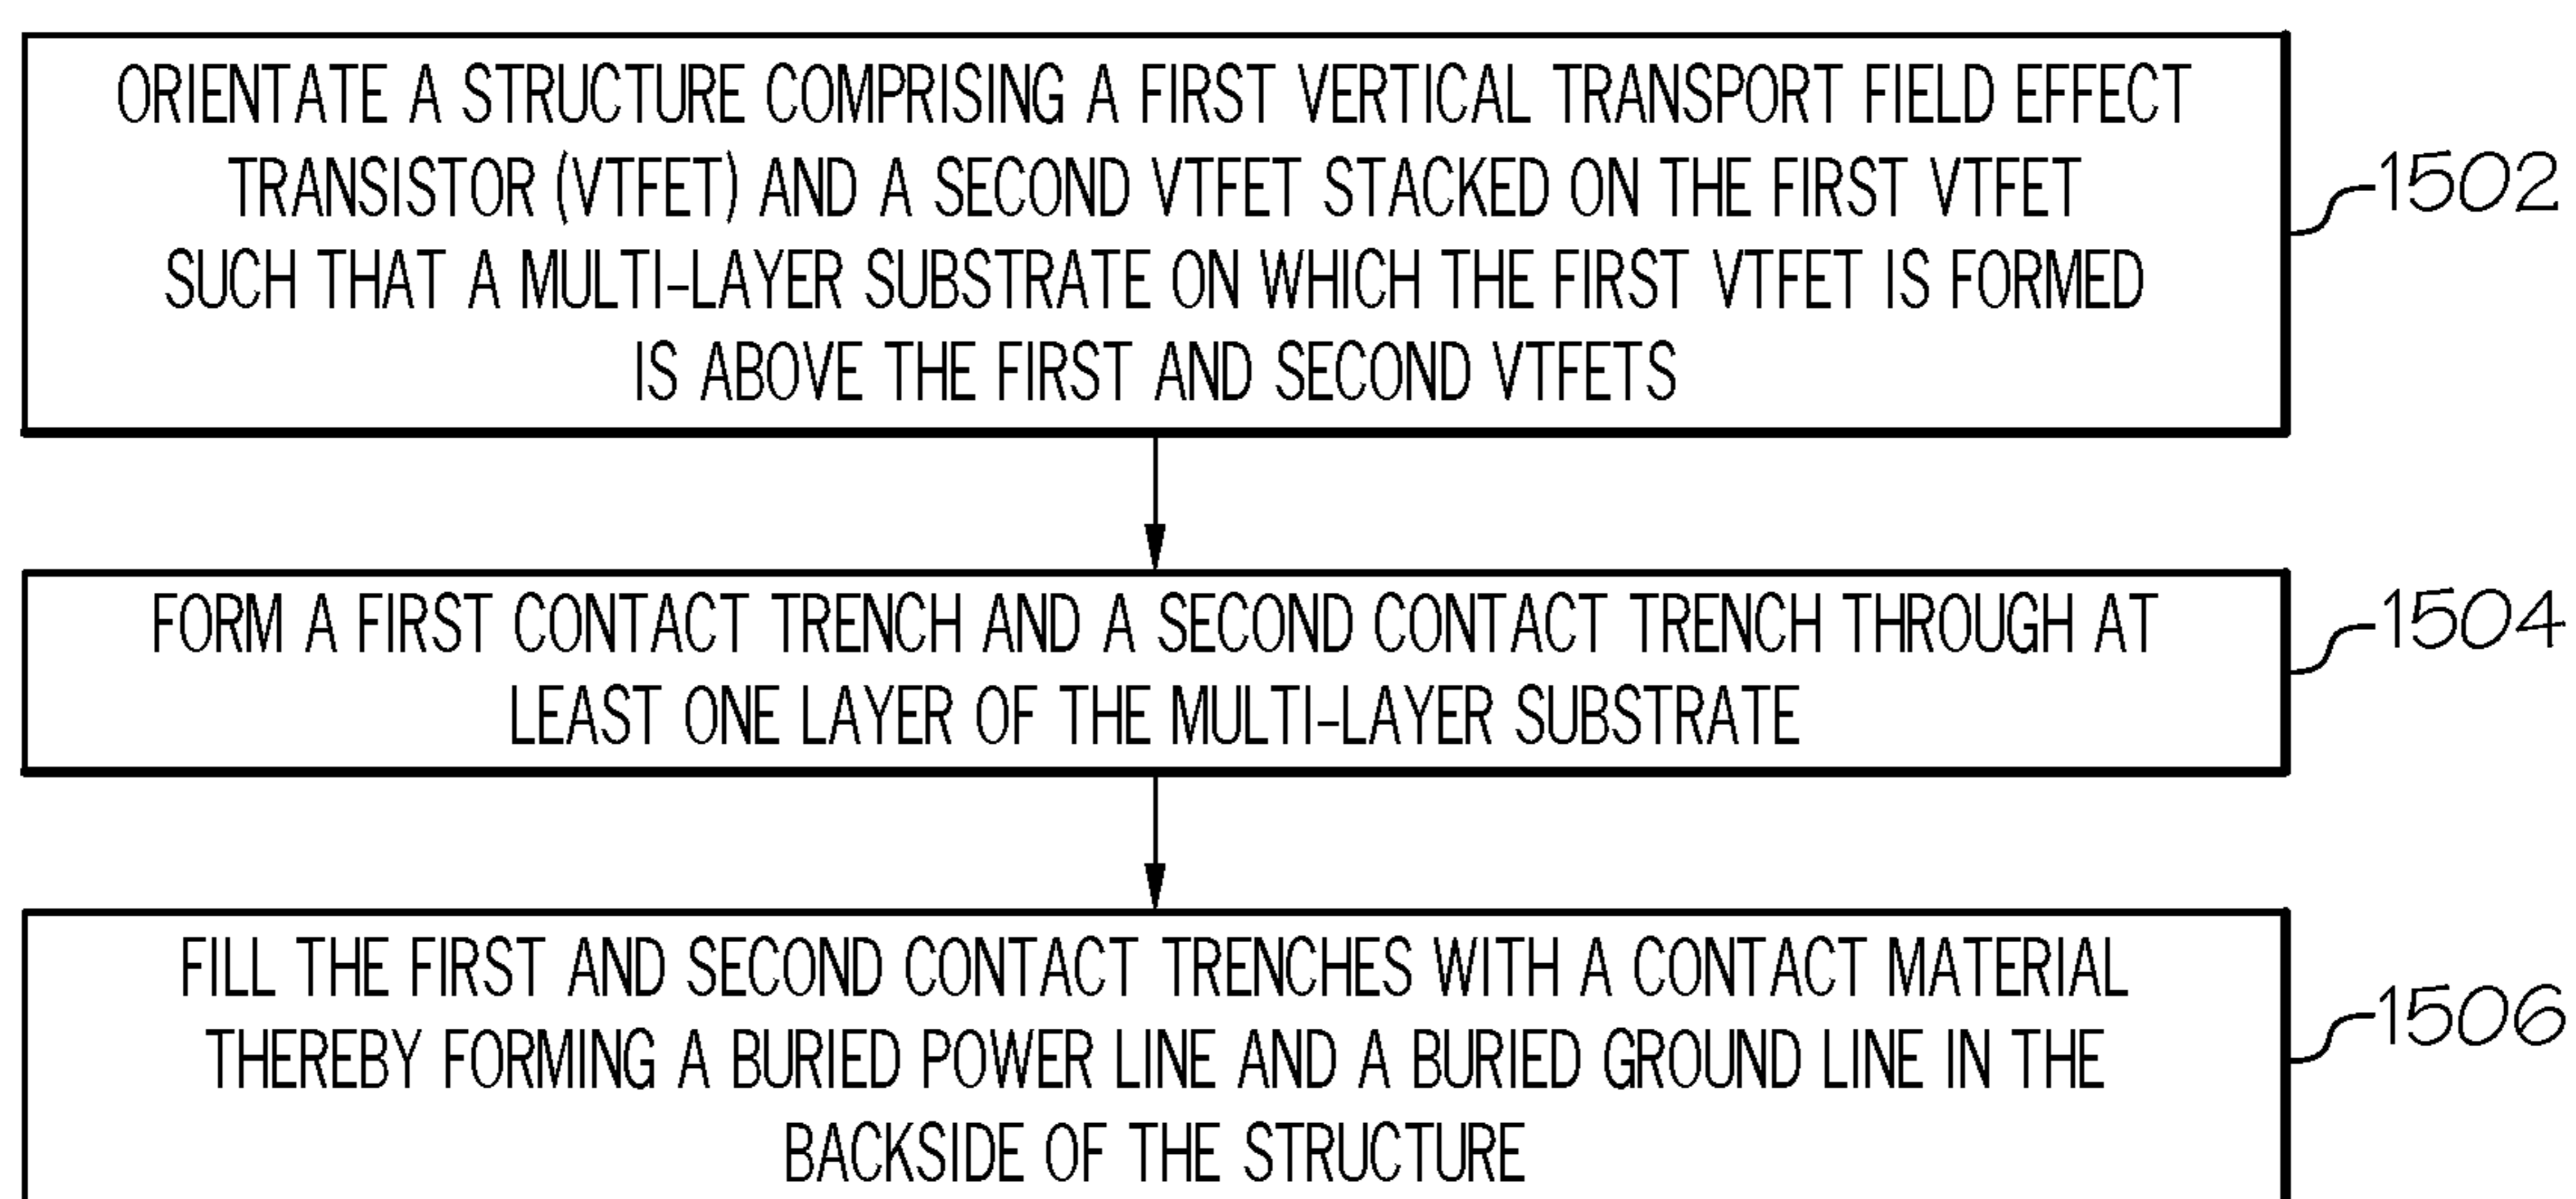 ORIENTATE A STRUCTURE COMPRISING A FIRST VERTICAL TRANSPORT FIELD EFFECT
TRANSISTOR (VTFET) AND A SECOND VTFET STACKED ON THE FIRST VTFET
SUCH THAT A MULTI-LAYER SUBSTRATE ON WHICH THE FIRST VTFET IS FORMED
IS ABOVE THE FIRST AND SECOND VTFETS
1502
FORM A FIRST CONTACT TRENCH AND A SECOND CONTACT TRENCH THROUGH AT
LEAST ONE LAYER OF THE MULTI-LAYER SUBSTRATE
1504
FILL THE FIRST AND SECOND CONTACT TRENCHES WITH A CONTACT MATERIAL
THEREBY FORMING A BURIED POWER LINE AND A BURIED GROUND LINE IN THE
BACKSIDE OF THE STRUCTURE
1506